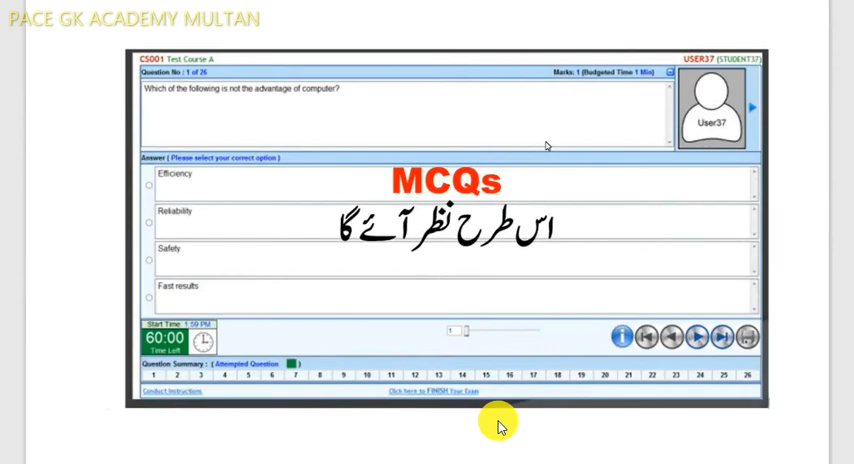 PACE GK ACADEMY MULTAN
CS001 Test Course A
USER37 (STUDENT37)
Question No : 1 of 26
Marks: 1 (Budgeted Time 1 Min)
Which of the following is not the advantage of computer?
User37
Answer ( Please select your correct option )
Efficiency
MCQs
Reliability
اس طرح نظر آئے گا
Safety
Fast results
Start Time: 1:59 PM
60:00
Time Left
1
Question Summary : ( Attempted Question )
1 2 3 4 5 6 7 8 9 10 11 12 13 14 15 16 17 18 19 20 21 22 23 24 25 26
Conduct Instructions
Click here to FINISH Your Exam